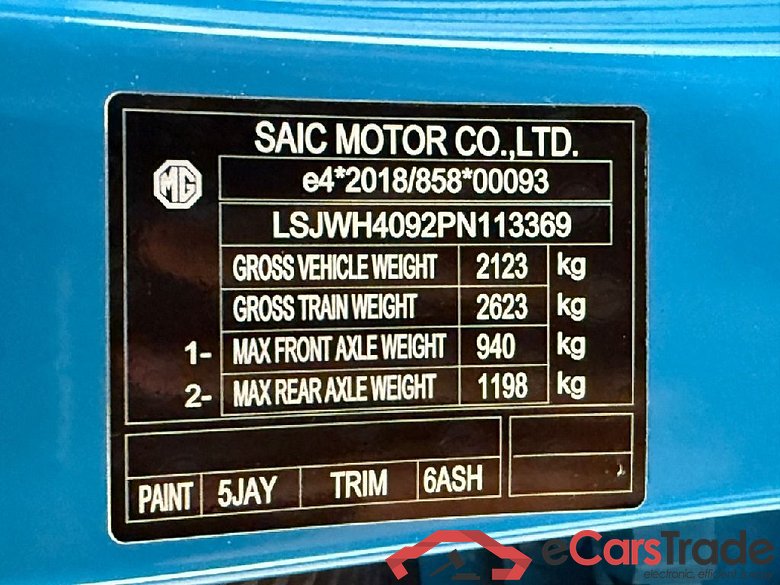 SAIC MOTOR CO.,LTD.
MG
e4*2018/858*00093
LSJWH4092PN113369
GROSS VEHICLE WEIGHT 2123 kg
GROSS TRAIN WEIGHT 2623 kg
1- MAX FRONT AXLE WEIGHT 940 kg
2- MAX REAR AXLE WEIGHT 1198 kg
PAINT 5JAY TRIM 6ASH
eCarsTrade
electronic, efficient